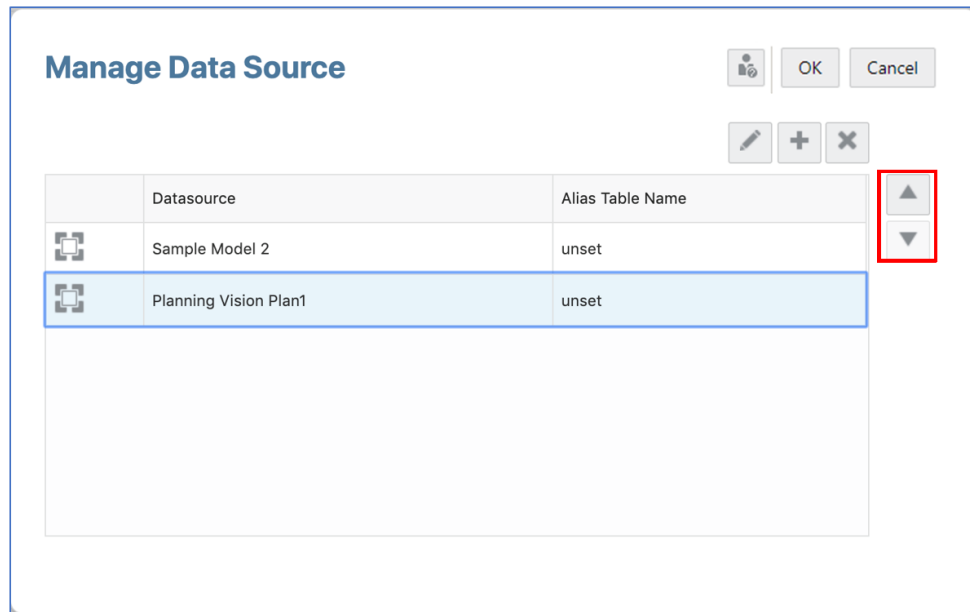 Manage Data Source
OK
Cancel
Datasource
Alias Table Name
Sample Model 2
unset
Planning Vision Plan1
unset